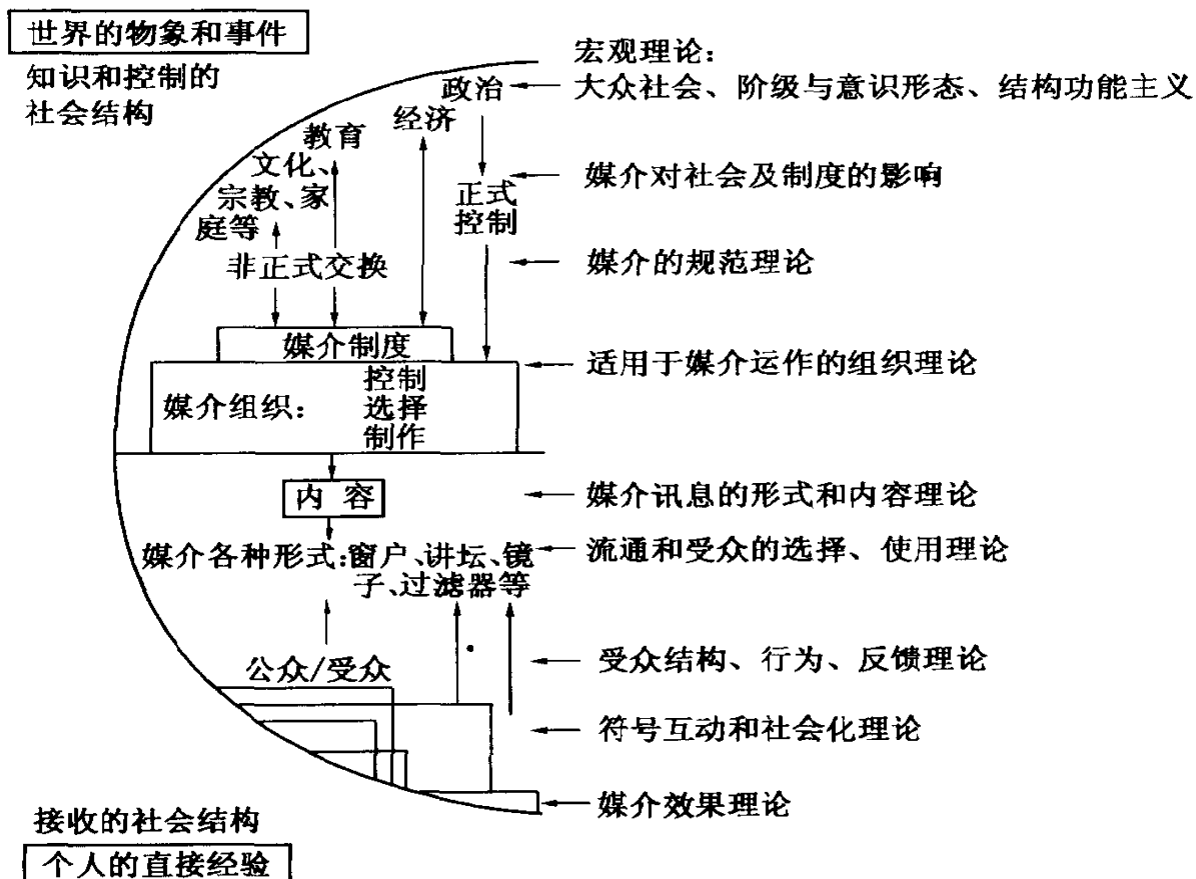 世界的物象和事件
知识和控制的
社会结构
宏观理论:
大众社会、阶级与意识形态、结构功能主义
政治
经济
教育
文化、
宗教、家
庭等
媒介对社会及制度的影响
正式
控制
非正式交换
媒介的规范理论
媒介制度
适用于媒介运作的组织理论
媒介组织:
控制
选择
制作
内 容
媒介讯息的形式和内容理论
媒介各种形式:窗户、讲坛、镜
子、过滤器等
流通和受众的选择、使用理论
公众/受众
受众结构、行为、反馈理论
符号互动和社会化理论
媒介效果理论
接收的社会结构
个人的直接经验